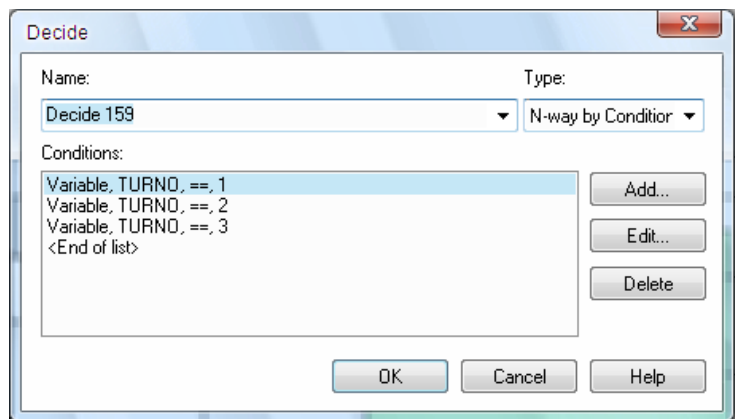 Decide
X
Name: Type:
Decide 159 N-way by Condition
Conditions:
Variable, TURNO, ==, 1
Variable, TURNO, ==, 2
Variable, TURNO, ==, 3
<End of list>
Add...
Edit...
Delete
OK Cancel Help